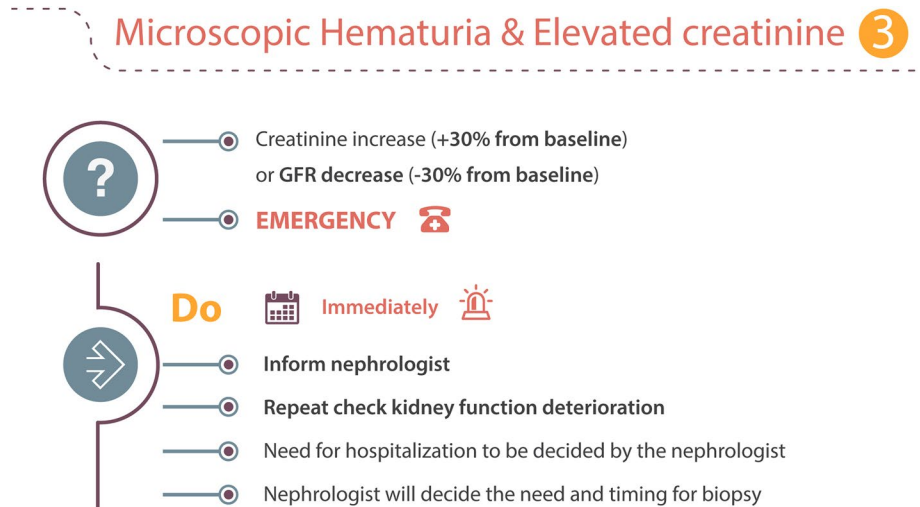 Microscopic Hematuria & Elevated creatinine 3
?
Creatinine increase (+30% from baseline)
or GFR decrease (-30% from baseline)
EMERGENCY
Do Immediately
Inform nephrologist
Repeat check kidney function deterioration
Need for hospitalization to be decided by the nephrologist
Nephrologist will decide the need and timing for biopsy